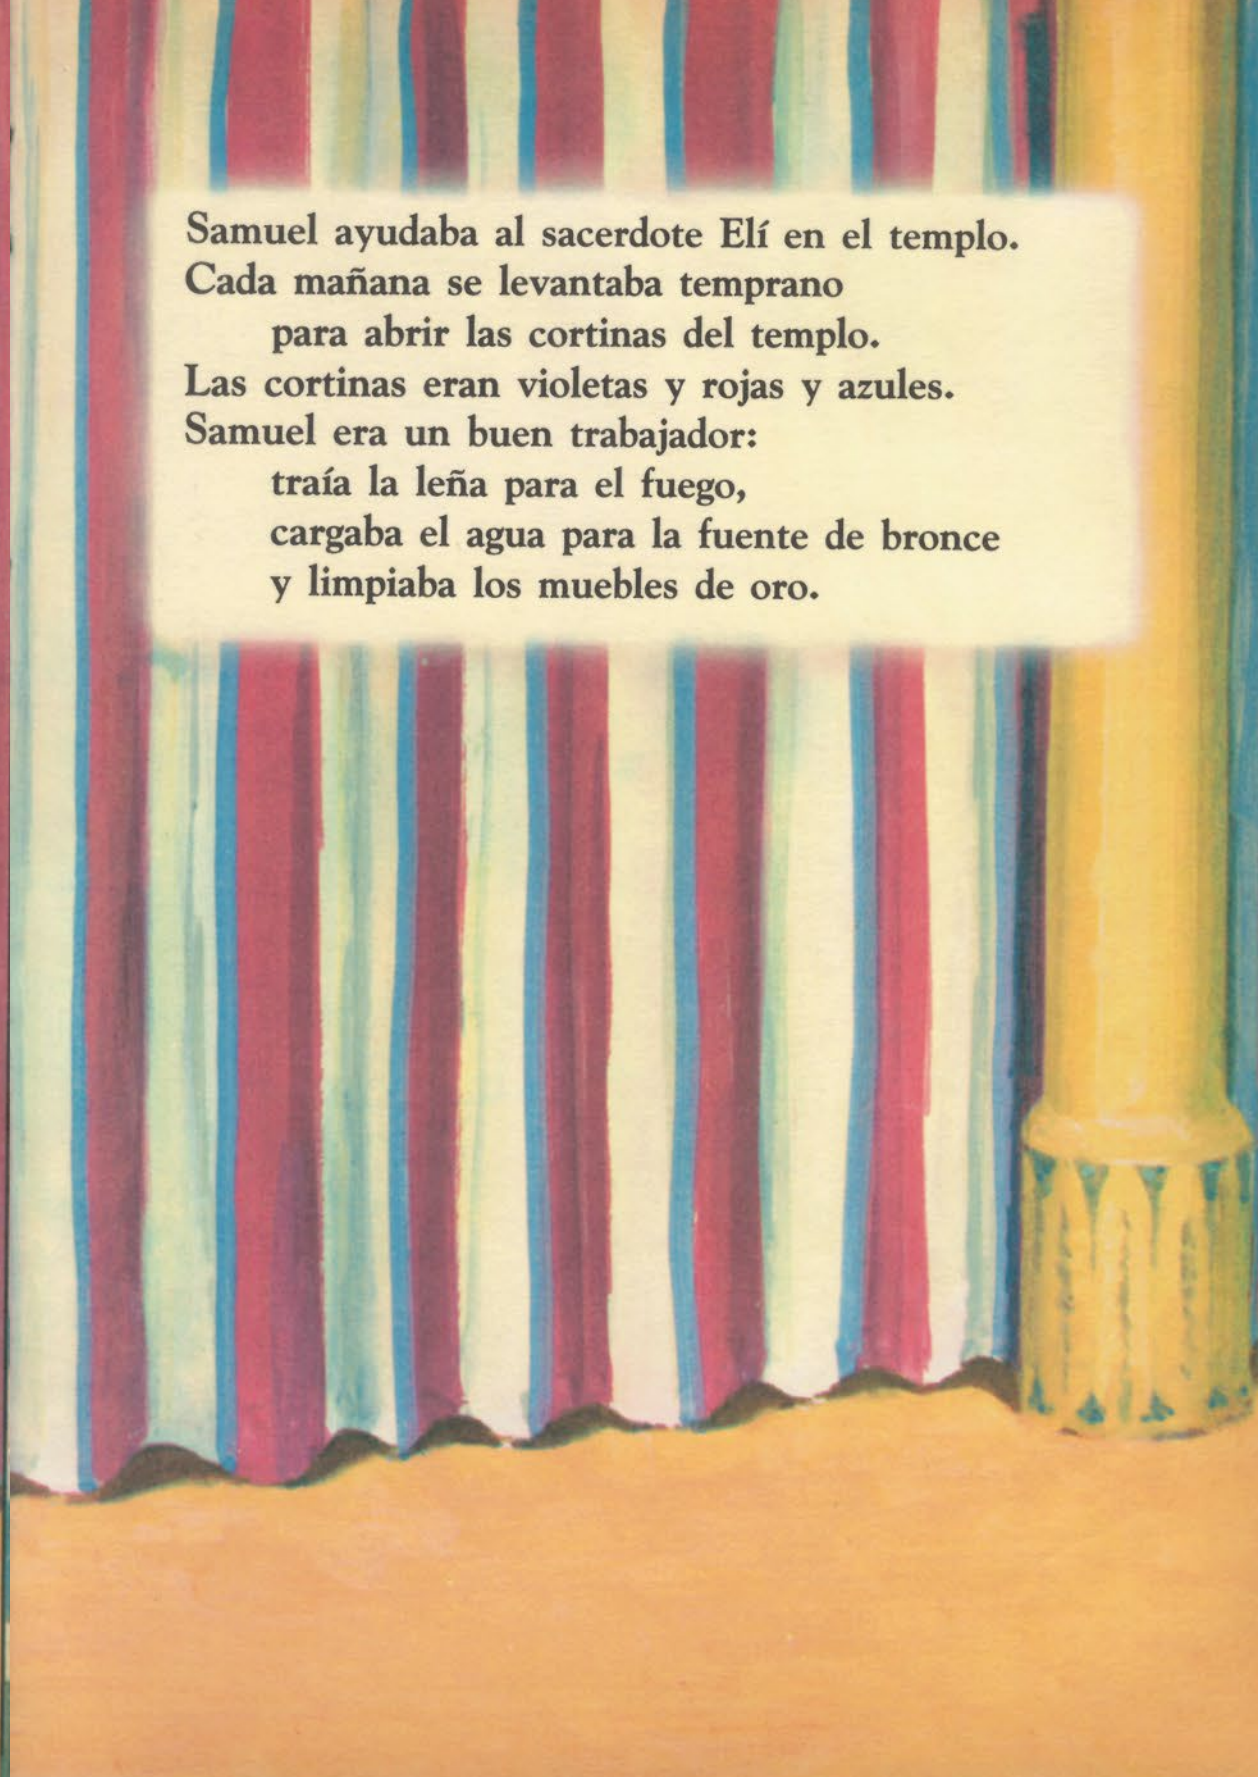 Samuel ayudaba al sacerdote Elí en el templo.
Cada mañana se levantaba temprano
para abrir las cortinas del templo.
Las cortinas eran violetas y rojas y azules.
Samuel era un buen trabajador:
traía la leña para el fuego,
cargaba el agua para la fuente de bronce
y limpiaba los muebles de oro.